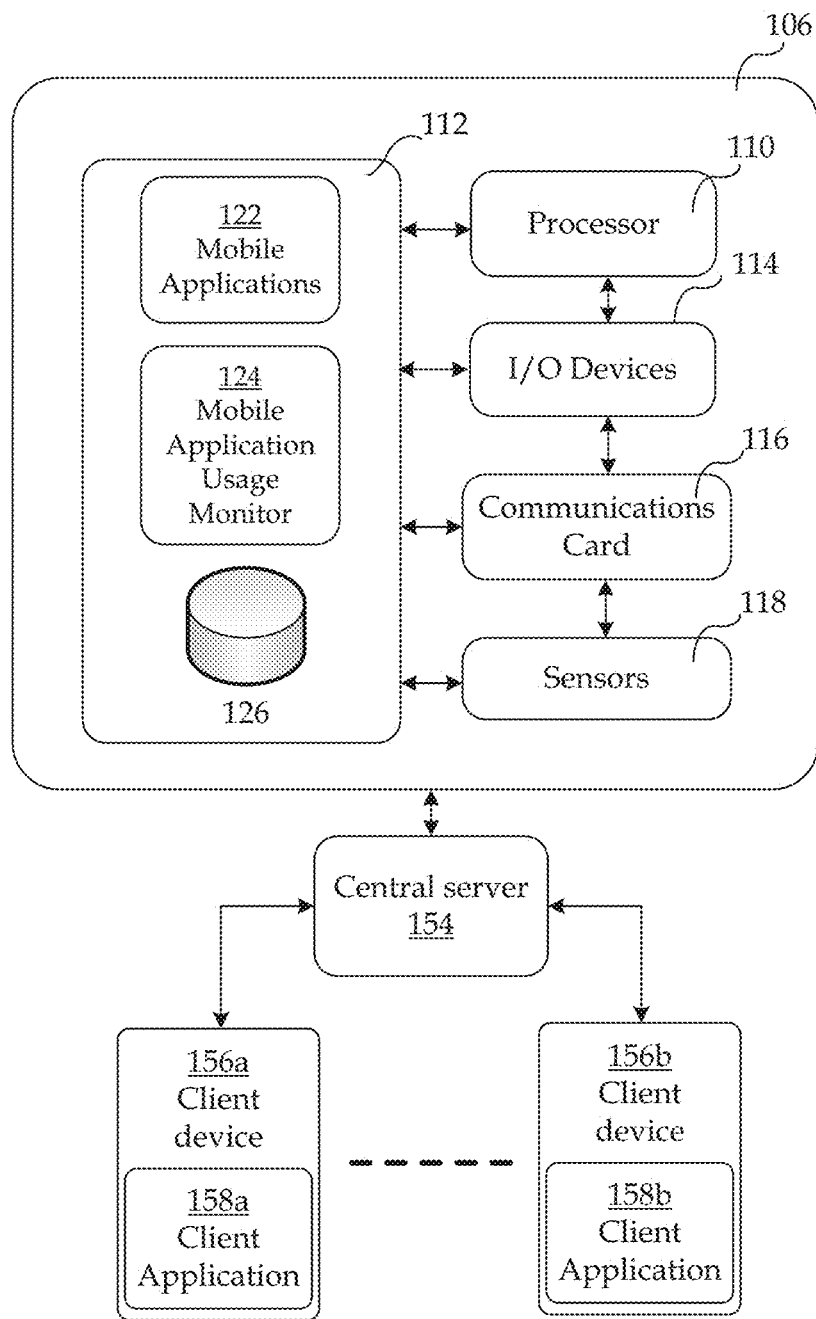 106
112
110
122
Mobile
Applications
Processor
114
124
Mobile
Application
Usage
Monitor
I/O Devices
116
Communications
Card
118
Sensors
126
Central server
154
156a
Client
device
158a
Client
Application
156b
Client
device
158b
Client
Application